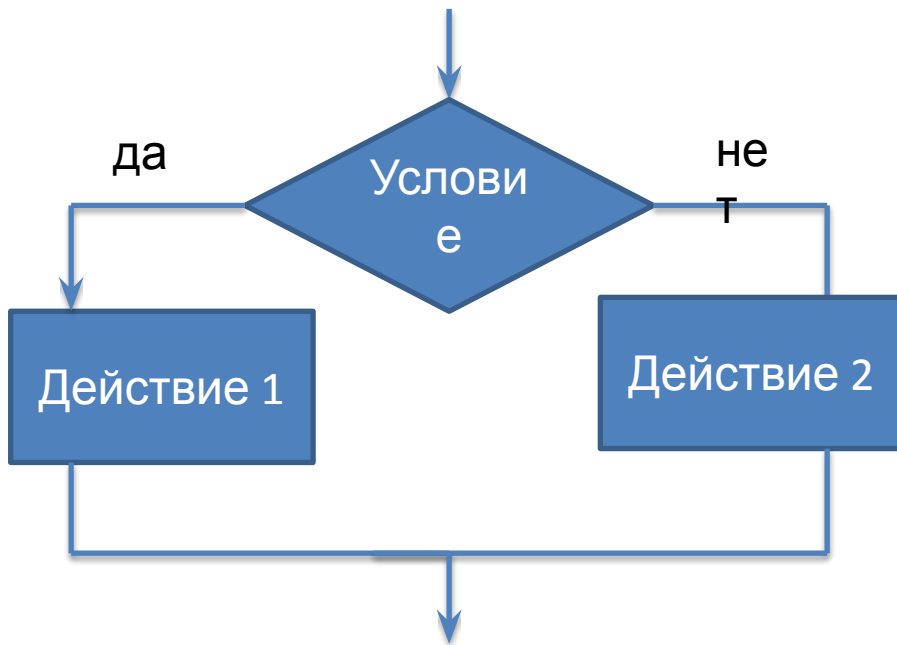 да
Услови
е
не
т
Действие 1
Действие 2